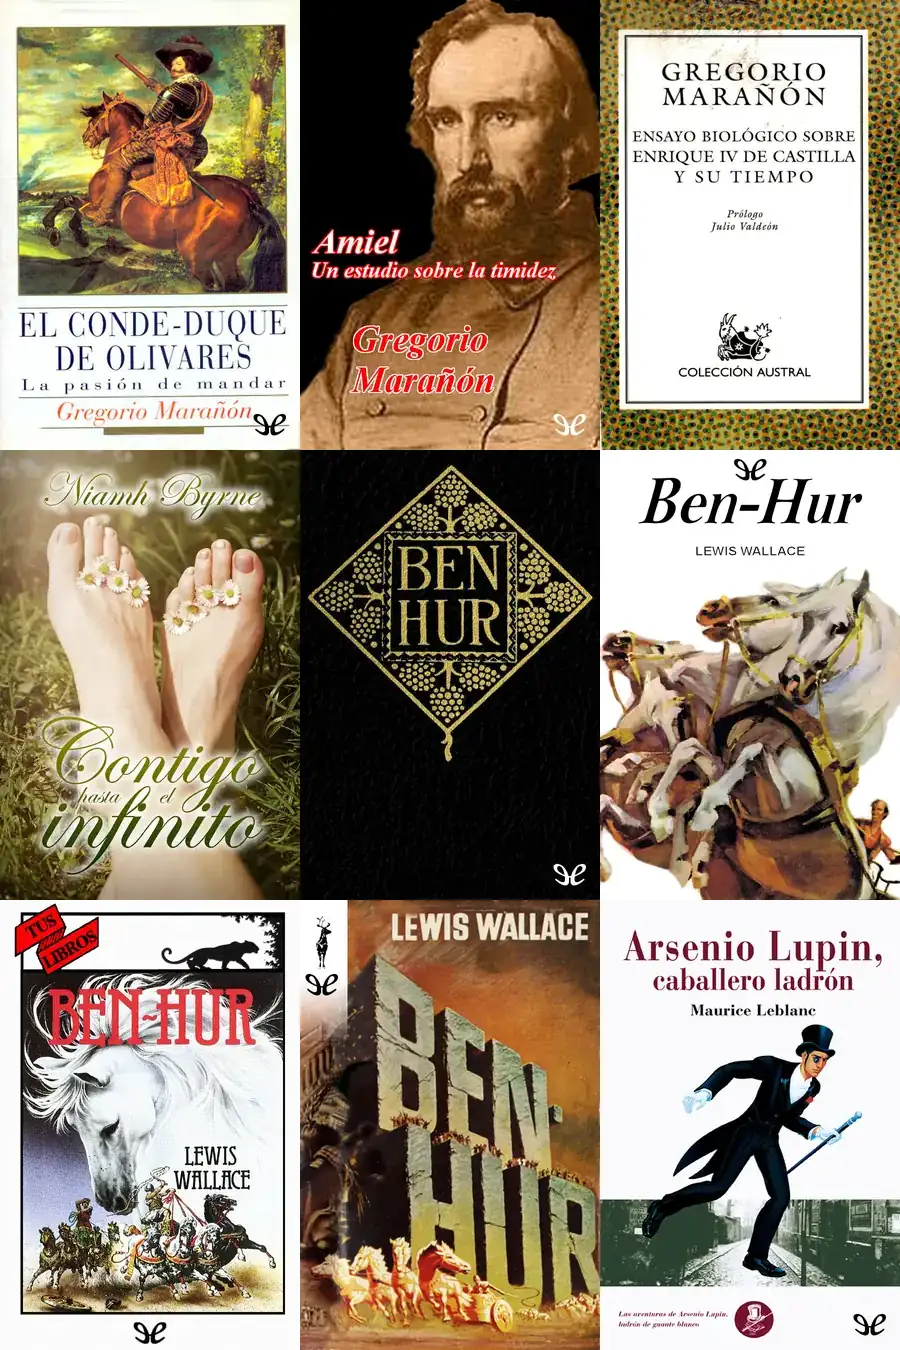 EL CONDE-DUQUE
DE OLIVARES
La pasión de mandar
Gregorio Marañón
Amiel
Un estudio sobre la timidez
Gregorio
Marañón
GREGORIO
MARAÑÓN
ENSAYO BIOLÓGICO SOBRE
ENRIQUE IV DE CASTILLA
Y SU TIEMPO
Prólogo
Julio Valdeón
COLECCIÓN AUSTRAL
Niamh Byrne
Contigo
hasta el
infinito
BEN
HUR
Ben-Hur
LEWIS WALLACE
TUS
LIBROS
BEN-HUR
LEWIS
WALLACE
LEWIS WALLACE
BEN-
HUR
Arsenio Lupin,
caballero ladrón
Maurice Leblanc
Las aventuras de Arsenio Lupin,
ladrón de guante blanco